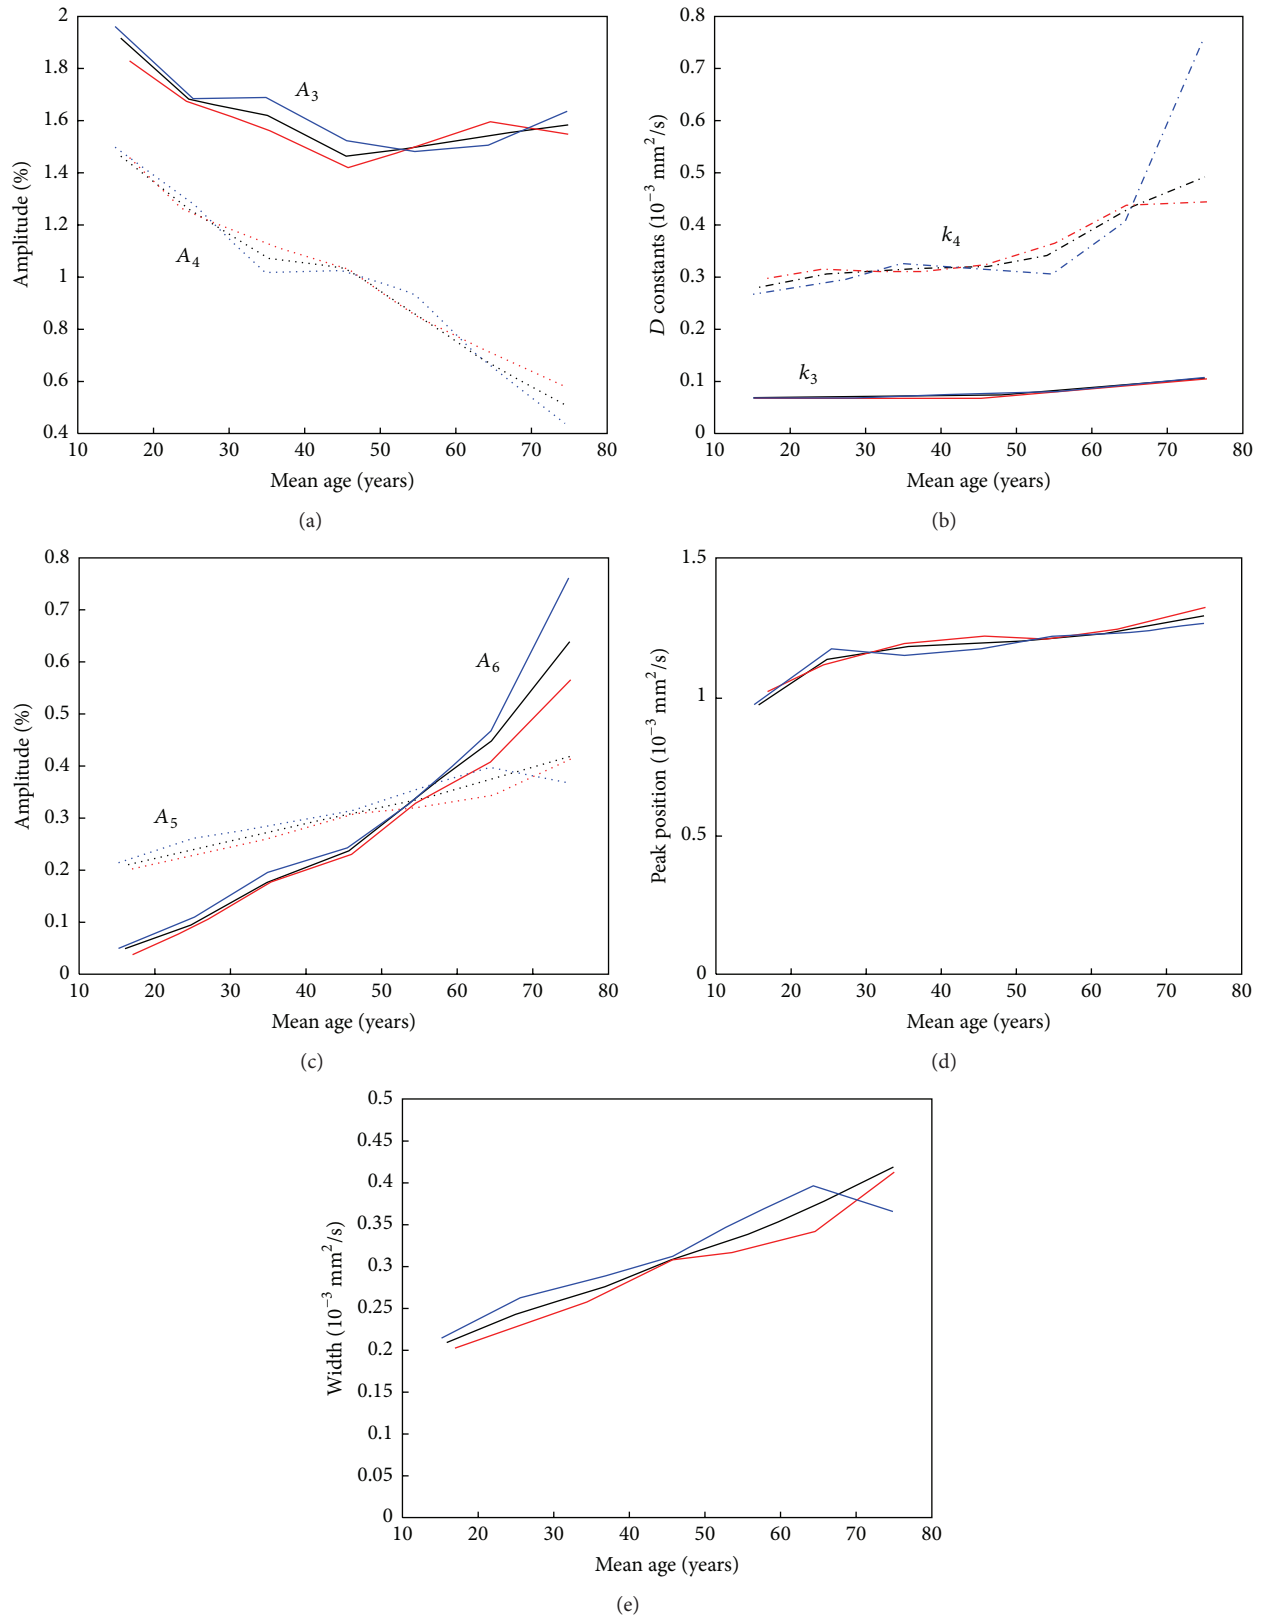 2
1.8
1.6
1.4
1.2
1
0.8
0.6
0.4
Amplitude (%)
A₃
A₄
10 20 30 40 50 60 70 80
Mean age (years)
(a)
0.8
0.7
0.6
0.5
0.4
0.3
0.2
0.1
0
D constants (10⁻³ mm²/s)
k₄
k₃
10 20 30 40 50 60 70 80
Mean age (years)
(b)
0.8
0.7
0.6
0.5
0.4
0.3
0.2
0.1
0
Amplitude (%)
A₆
A₅
10 20 30 40 50 60 70 80
Mean age (years)
(c)
1.5
1
0.5
0
Peak position (10⁻³ mm²/s)
10 20 30 40 50 60 70 80
Mean age (years)
(d)
0.5
0.45
0.4
0.35
0.3
0.25
0.2
0.15
0.1
0.05
0
Width (10⁻³ mm²/s)
10 20 30 40 50 60 70 80
Mean age (years)
(e)